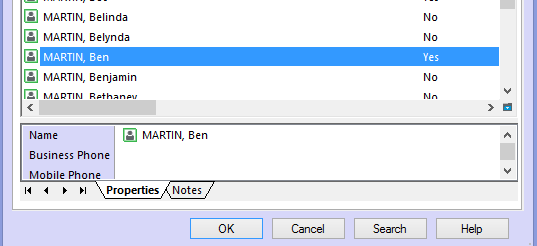 MARTIN, Belinda No
MARTIN, Belynda No
MARTIN, Ben Yes
MARTIN, Benjamin No
MARTIN, Bethaney No
Name MARTIN, Ben
Business Phone
Mobile Phone
Properties Notes
OK Cancel Search Help